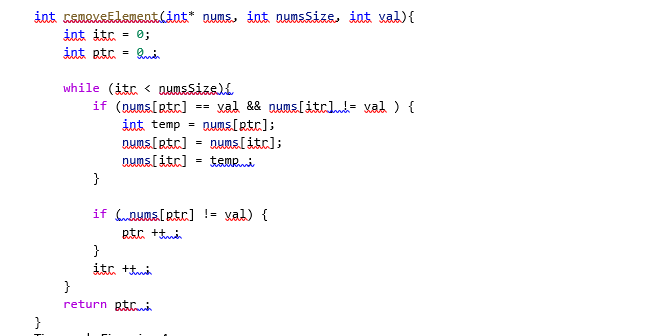 int removeElement(int* nums, int numsSize, int val){
    int itr = 0;
    int ptr = 0 ;
    while (itr < numsSize){
        if (nums[ptr] == val && nums[itr] != val ) {
            int temp = nums[ptr];
            nums[ptr] = nums[itr];
            nums[itr] = temp ;
        }
        if ( nums[ptr] != val) {
            ptr ++ ;
        }
        itr ++ ;
    }
    return ptr ;
}